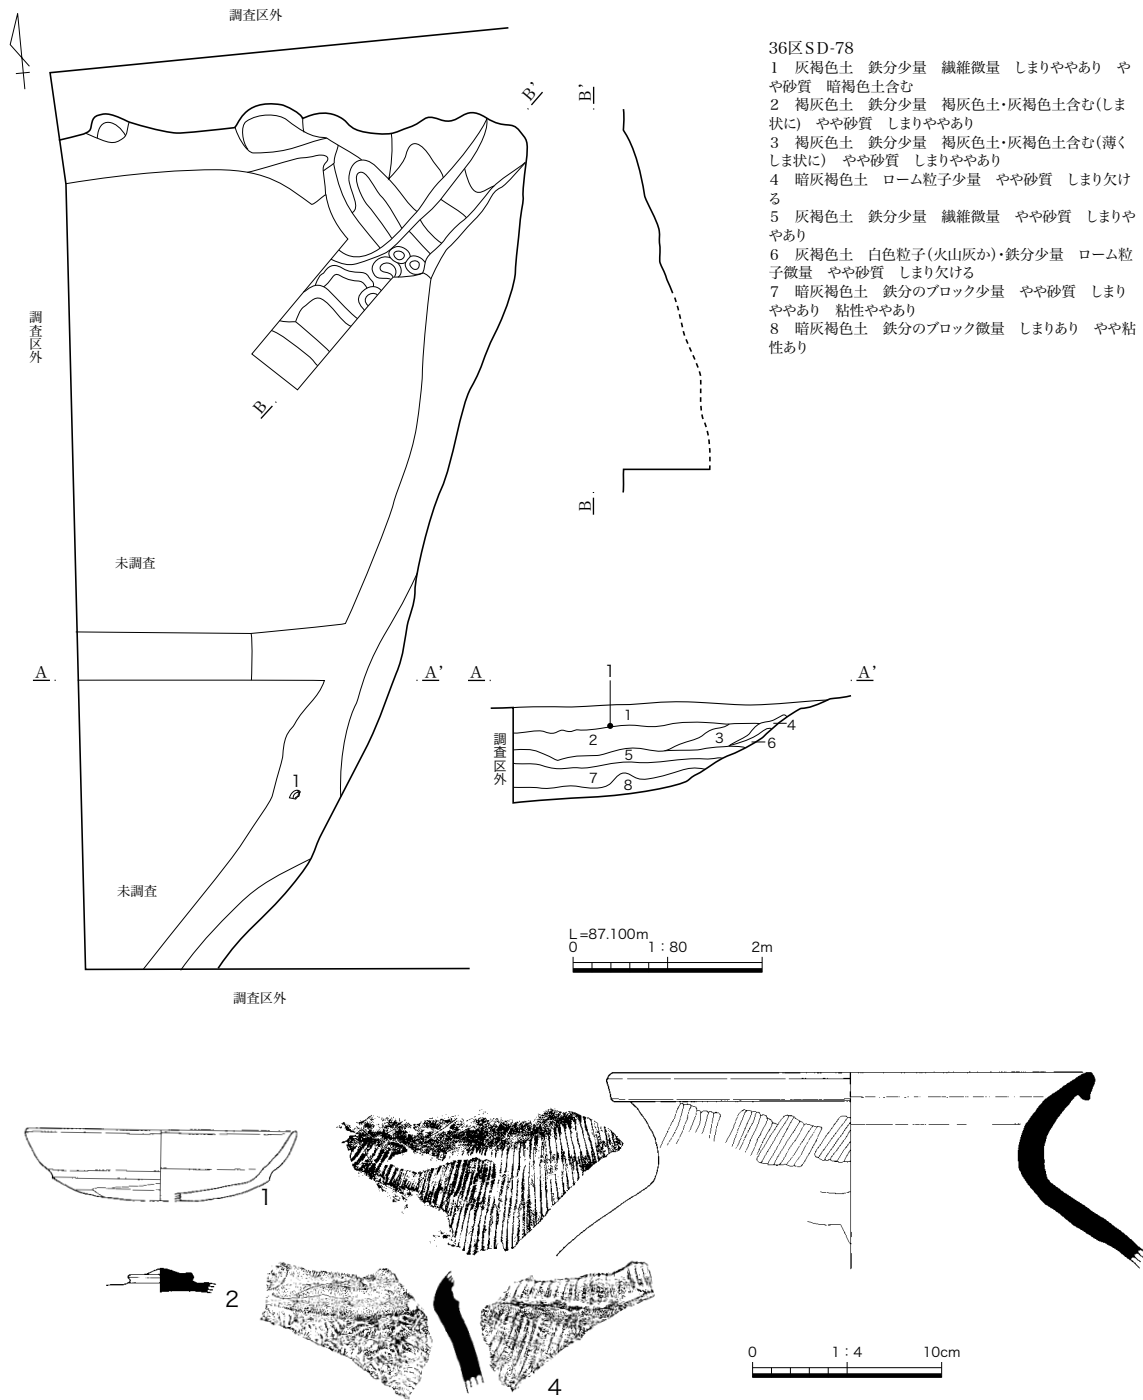 調査区外
36区SD-78
1　灰褐色土　鉄分少量　繊維微量　しまりややあり　や
や砂質　暗褐色土含む
2　褐灰色土　鉄分少量　褐灰色土・灰褐色土含む(しま
状に)　やや砂質　しまりややあり
3　褐灰色土　鉄分少量　褐灰色土・灰褐色土含む(薄く
しま状に)　やや砂質　しまりややあり
4　暗灰褐色土　ローム粒子少量　やや砂質　しまり欠け
る
5　灰褐色土　鉄分少量　繊維微量　やや砂質　しまりや
やあり
6　灰褐色土　白色粒子(火山灰か)・鉄分少量　ローム粒
子微量　やや砂質　しまり欠ける
7　暗灰褐色土　鉄分のブロック少量　やや砂質　しまり
ややあり　粘性ややあり
8　暗灰褐色土　鉄分のブロック微量　しまりあり　やや粘
性あり
B’
B’
調査区外
B
B
未調査
A
A’
A
A’
1
1
2
3
4
5
6
7
8
調査区外
1
未調査
L=87.100m
0
1：80
2m
調査区外
1
2
4
0
1：4
10cm